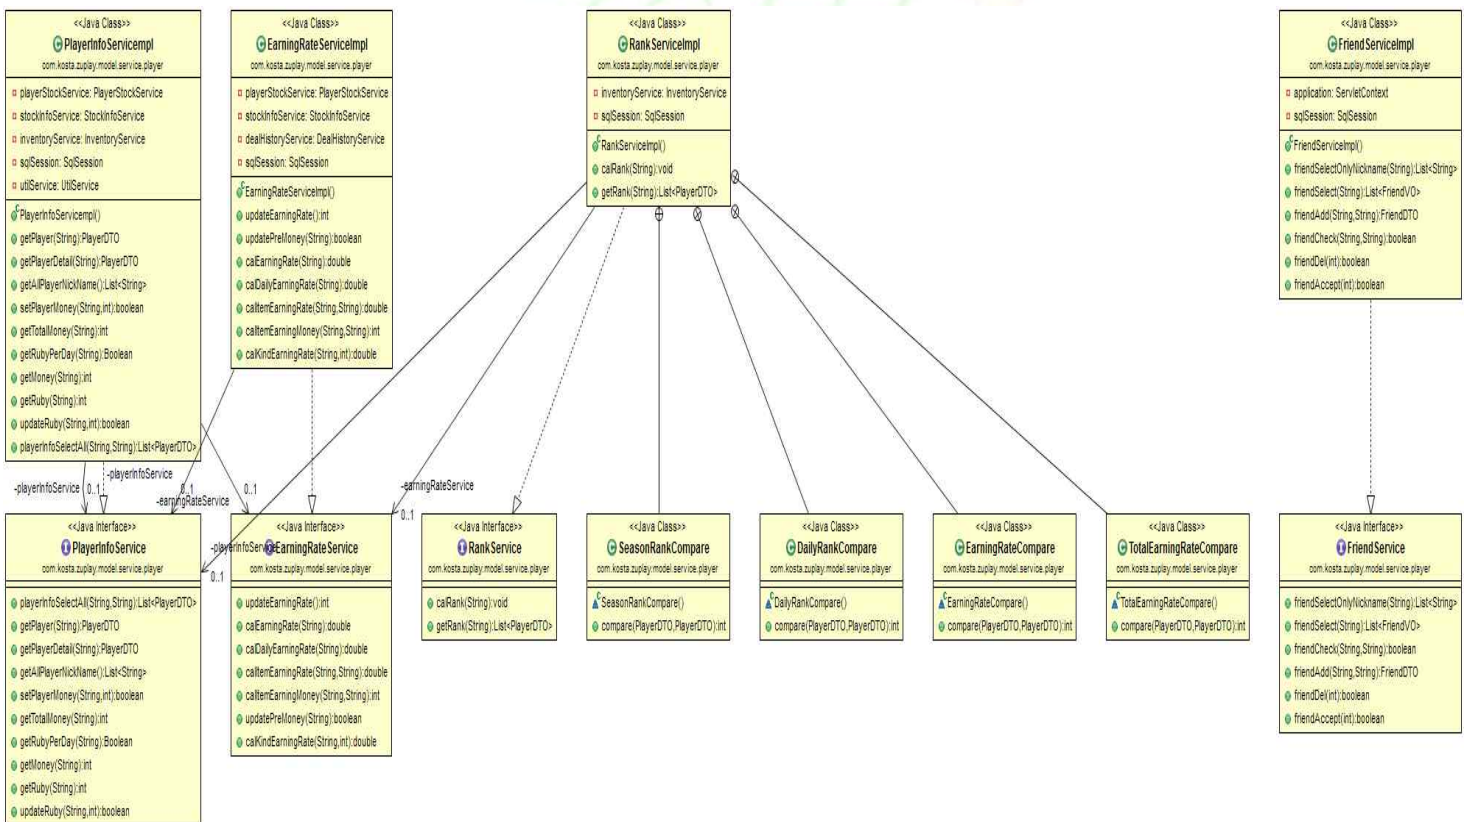 <<Java Class>>
PlayerInfoServicempl
com.kosta.zuplay.model.service.player
playerStockService: PlayerStockService
stockInfoService: StockInfoService
inventoryService: InventoryService
sqlSession: SqlSession
utilService: UtilService
PlayerInfoServicempl()
getPlayer(String):PlayerDTO
getPlayerDetail(String):PlayerDTO
getAllPlayerNickName():List<String>
setPlayerMoney(String,int):boolean
getTotalMoney(String):int
getRubyPerDay(String):Boolean
getMoney(String):int
getRuby(String):int
updateRuby(String,int):boolean
playerInfoSelectAll(String,String):List<PlayerDTO>
<<Java Class>>
EarningRateServiceImpl
com.kosta.zuplay.model.service.player
playerStockService: PlayerStockService
stockInfoService: StockInfoService
dealHistoryService: DealHistoryService
sqlSession: SqlSession
EarningRateServiceImpl()
updateEarningRate():int
updatePreMoney(String):boolean
calEarningRate(String):double
calDailyEarningRate(String):double
calItemEarningRate(String,String):double
calItemEarningMoney(String,String):int
calKindEarningRate(String,int):double
<<Java Class>>
RankServiceImpl
com.kosta.zuplay.model.service.player
inventoryService: InventoryService
sqlSession: SqlSession
RankServiceImpl()
calRank(String):void
getRank(String):List<PlayerDTO>
<<Java Class>>
FriendServiceImpl
com.kosta.zuplay.model.service.player
application: ServletContext
sqlSession: SqlSession
FriendServiceImpl()
friendSelectOnlyNickname(String):List<String>
friendSelect(String):List<FriendVO>
friendAdd(String,String):FriendDTO
friendCheck(String,String):boolean
friendDel(int):boolean
friendAccept(int):boolean
-playerInfoService
0..1
-playerInfoService
0..1
-earningRateService
0..1
-earningRateService
0..1
-playerInfoService
0..1
<<Java Interface>>
PlayerInfoService
com.kosta.zuplay.model.service.player
playerInfoSelectAll(String,String):List<PlayerDTO>
getPlayer(String):PlayerDTO
getPlayerDetail(String):PlayerDTO
getAllPlayerNickName():List<String>
setPlayerMoney(String,int):boolean
getTotalMoney(String):int
getRubyPerDay(String):Boolean
getMoney(String):int
getRuby(String):int
updateRuby(String,int):boolean
<<Java Interface>>
EarningRateService
com.kosta.zuplay.model.service.player
updateEarningRate():int
calEarningRate(String):double
calDailyEarningRate(String):double
calItemEarningRate(String,String):double
calItemEarningMoney(String,String):int
updatePreMoney(String):boolean
calKindEarningRate(String,int):double
<<Java Interface>>
RankService
com.kosta.zuplay.model.service.player
calRank(String):void
getRank(String):List<PlayerDTO>
<<Java Class>>
SeasonRankCompare
com.kosta.zuplay.model.service.player
SeasonRankCompare()
compare(PlayerDTO,PlayerDTO):int
<<Java Class>>
DailyRankCompare
com.kosta.zuplay.model.service.player
DailyRankCompare()
compare(PlayerDTO,PlayerDTO):int
<<Java Class>>
EarningRateCompare
com.kosta.zuplay.model.service.player
EarningRateCompare()
compare(PlayerDTO,PlayerDTO):int
<<Java Class>>
TotalEarningRateCompare
com.kosta.zuplay.model.service.player
TotalEarningRateCompare()
compare(PlayerDTO,PlayerDTO):int
<<Java Interface>>
FriendService
com.kosta.zuplay.model.service.player
friendSelectOnlyNickname(String):List<String>
friendSelect(String):List<FriendVO>
friendCheck(String,String):boolean
friendAdd(String,String):FriendDTO
friendDel(int):boolean
friendAccept(int):boolean